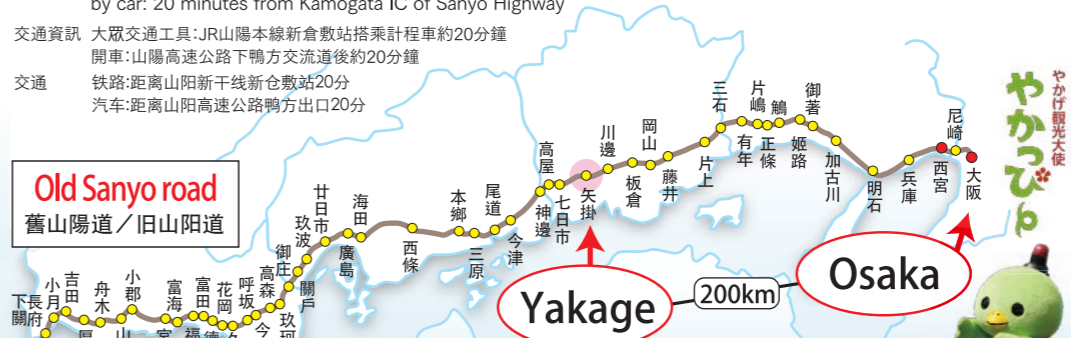 by car: 20 minutes from Kamogata IC of Sanyo Highway
交通資訊 大眾交通工具:JR山陽本線新倉敷站搭乘計程車約20分鐘
開車:山陽高速公路下鴨方交流道後約20分鐘
交通 铁路:距离山阳新干线新仓敷站20分
汽车:距离山阳高速公路鸭方出口20分
Old Sanyo road
舊山陽道/旧山阳道
下關
長府
小月
吉田
舟木
小郡
富海
富田
花岡
呼坂
高森
御庄
玖波
廿日市
海田
本鄉
尾道
高屋
川邊
岡山
三石
片嶋
鵤
御著
尼崎
山
宮
福
德
今
玖珂
關戶
廣島
西條
三原
今津
神邊
七日市
矢掛
板倉
藤井
片上
有年
正條
姬路
加古川
明石
兵庫
西宮
大阪
Yakage
200km
Osaka
やかげ観光大使
やかっぴー